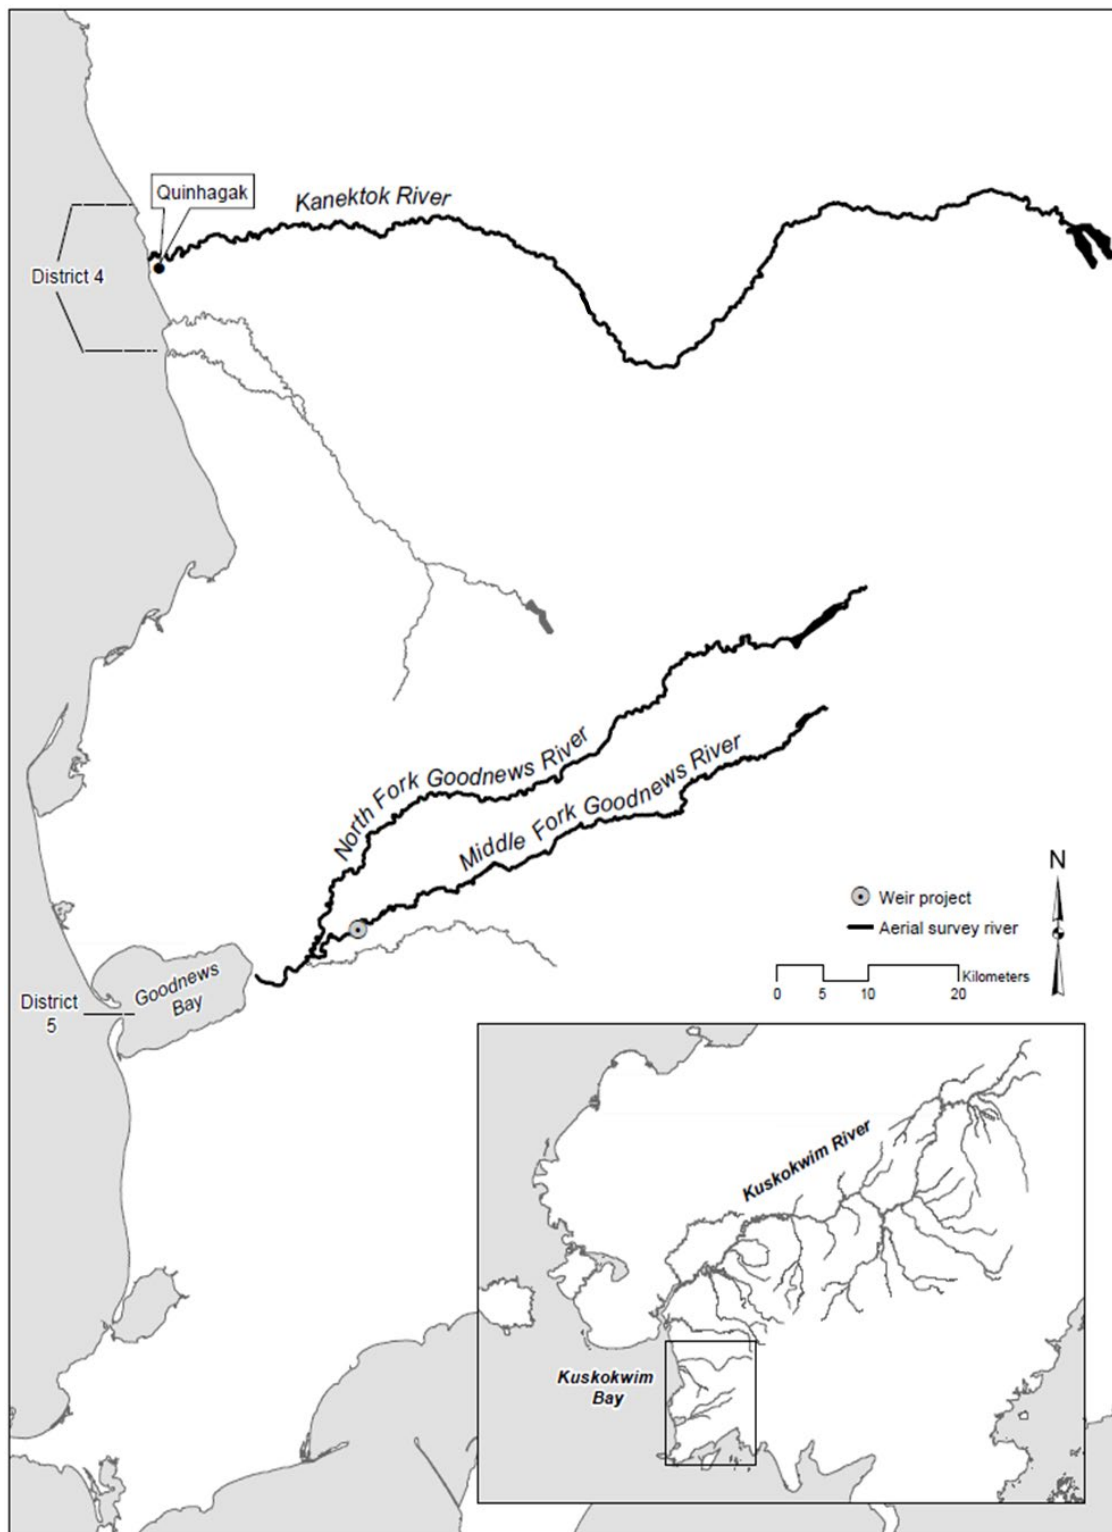 Quinhagak
Kanektok River
District 4
North Fork Goodnews River
Middle Fork Goodnews River
N
Weir project
Aerial survey river
Kilometers
0 5 10 20
Goodnews
Bay
District
5
Kuskokwim River
Kuskokwim
Bay